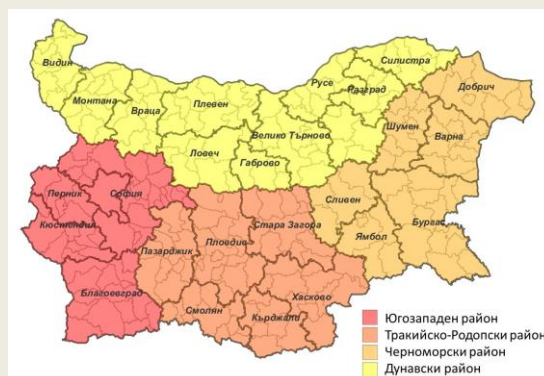 Видин
Монтана
Враца
Плевен
Ловеч
Габрово
Велико Търново
Русе
Разград
Силистра
Добрич
Шумен
Варна
Перник
София
Кюстендил
Благоевград
Пазарджик
Пловдив
Стара Загора
Смолян
Кърджали
Хасково
Сливен
Ямбол
Бургас
Югозападен район
Тракийско-Родопски район
Черноморски район
Дунавски район